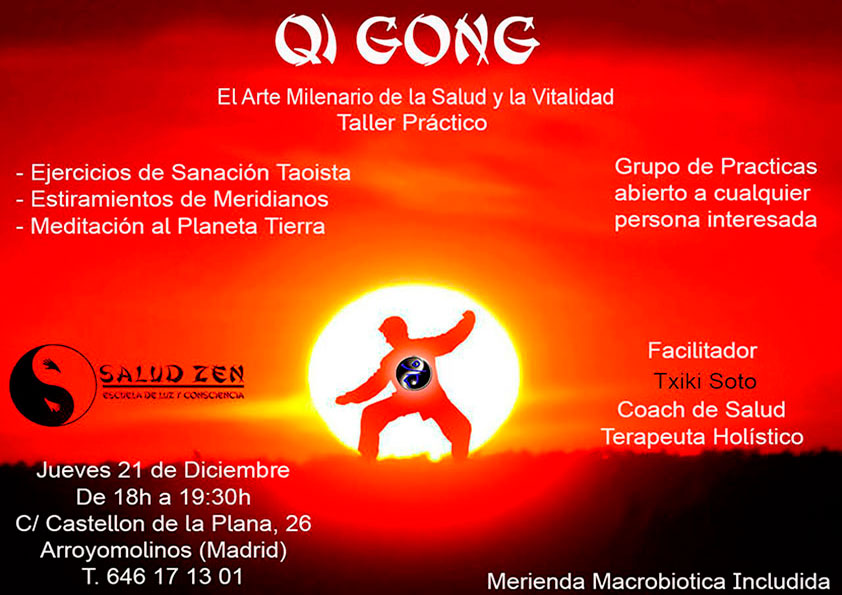 QI GONG
El Arte Milenario de la Salud y la Vitalidad
Taller Práctico
- Ejercicios de Sanación Taoista
- Estiramientos de Meridianos
- Meditación al Planeta Tierra
Grupo de Practicas
abierto a cualquier
persona interesada
SALUD ZEN
ESCUELA DE LUZ Y CONSCIENCIA
Facilitador
Txiki Soto
Coach de Salud
Terapeuta Holístico
Jueves 21 de Diciembre
De 18h a 19:30h
C/ Castellon de la Plana, 26
Arroyomolinos (Madrid)
T. 646 17 13 01
Merienda Macrobiotica Includida